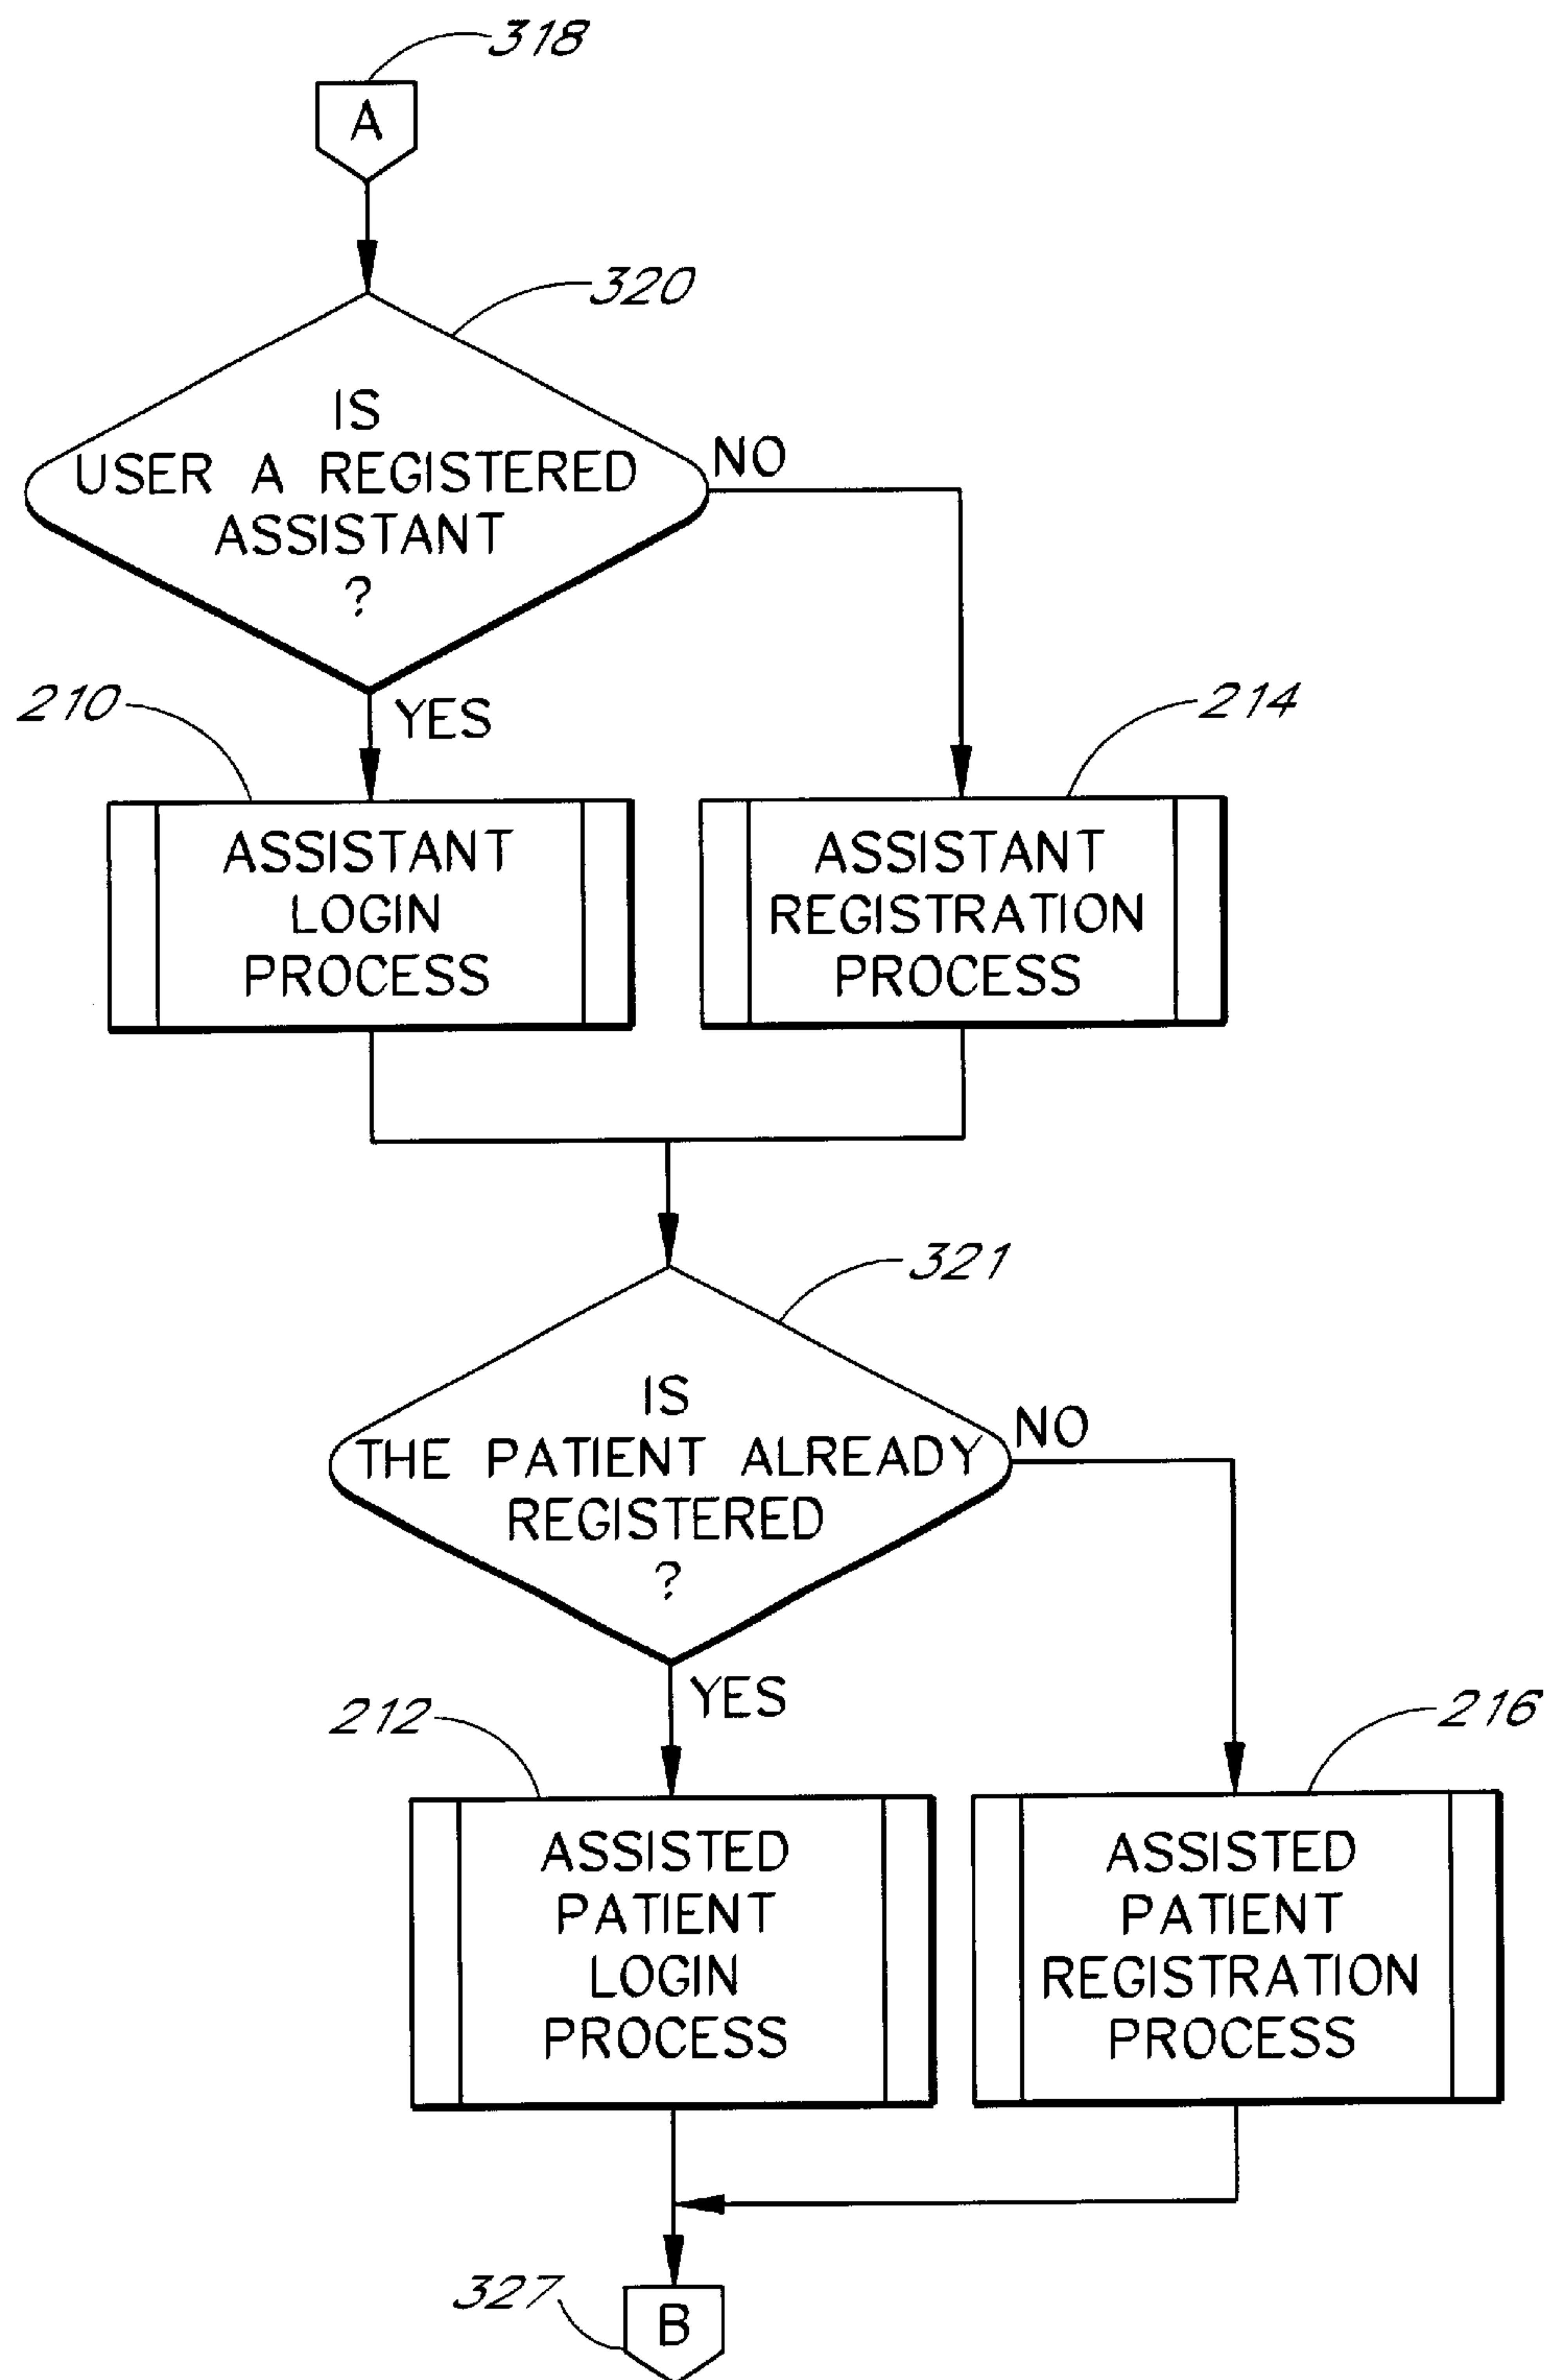 318
A
320
IS
USER A REGISTERED
ASSISTANT
?
NO
YES
210
214
ASSISTANT
LOGIN
PROCESS
ASSISTANT
REGISTRATION
PROCESS
321
IS
THE PATIENT ALREADY
REGISTERED
?
NO
YES
212
216
ASSISTED
PATIENT
LOGIN
PROCESS
ASSISTED
PATIENT
REGISTRATION
PROCESS
327
B